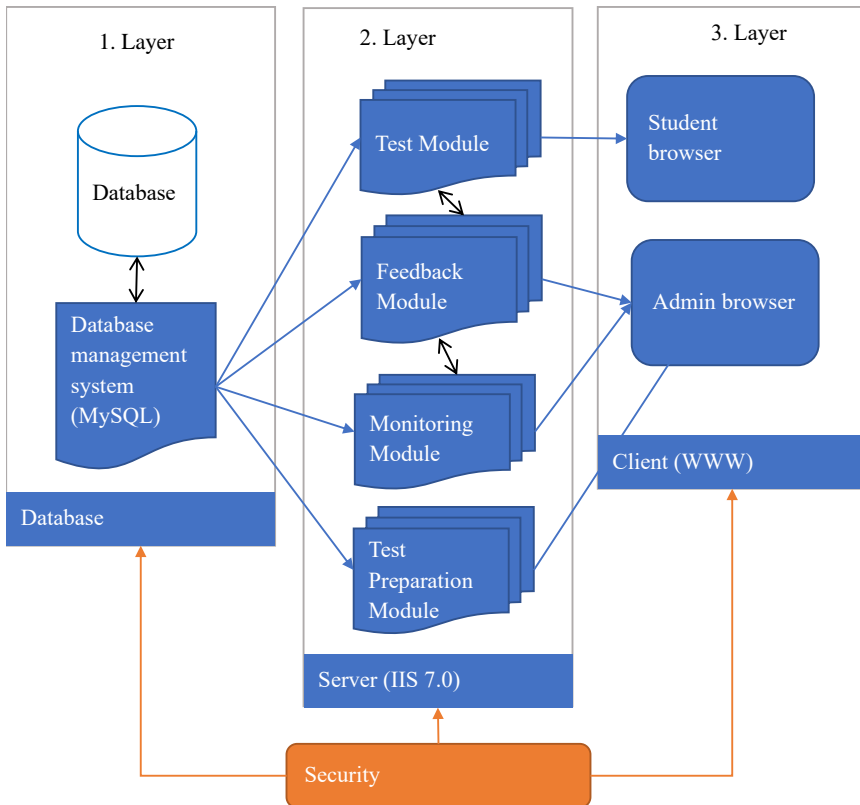 1. Layer
Database
Database
management
system
(MySQL)
Database
2. Layer
Test Module
Feedback
Module
Monitoring
Module
Test
Preparation
Module
Server (IIS 7.0)
3. Layer
Student
browser
Admin browser
Client (WWW)
Security